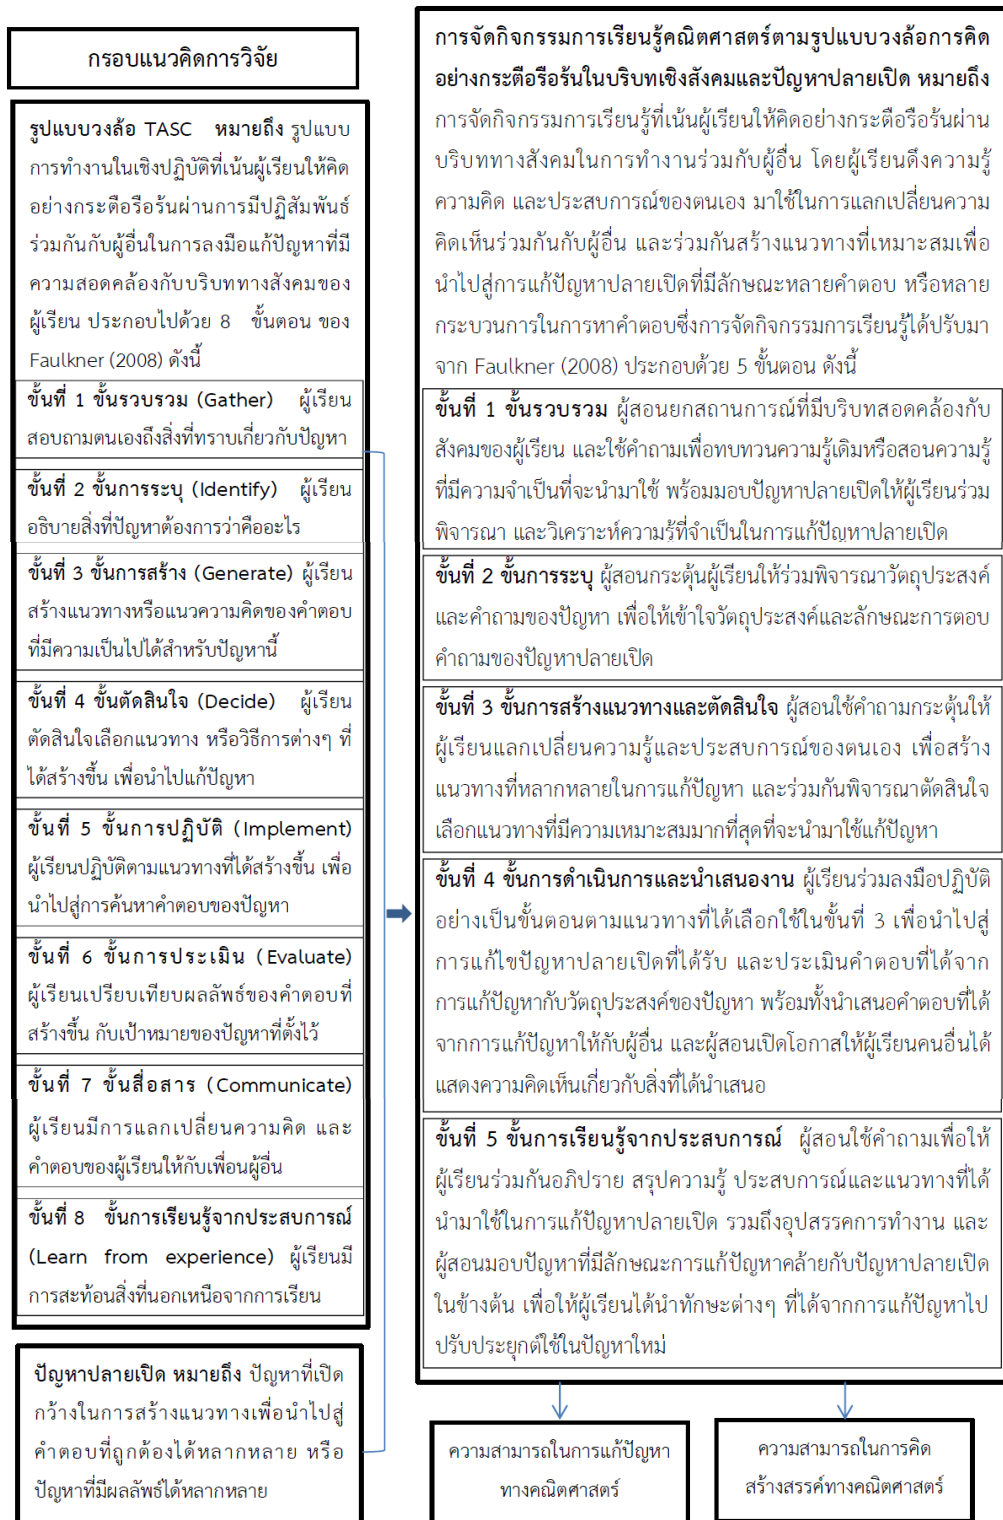 กรอบแนวคิดการวิจัย
รูปแบบวงล้อ TASC หมายถึง รูปแบบ
การทำงานในเชิงปฏิบัติที่เน้นผู้เรียนให้คิด
อย่างกระตือรือร้นผ่านการมีปฏิสัมพันธ์
ร่วมกันกับผู้อื่นในการลงมือแก้ปัญหาที่มี
ความสอดคล้องกับบริบททางสังคมของ
ผู้เรียน ประกอบไปด้วย 8 ขั้นตอน ของ
Faulkner (2008) ดังนี้
ขั้นที่ 1 ขั้นรวบรวม (Gather) ผู้เรียน
สอบถามตนเองถึงสิ่งที่ทราบเกี่ยวกับปัญหา
ขั้นที่ 2 ขั้นการระบุ (Identify) ผู้เรียน
อธิบายสิ่งที่ปัญหาต้องการว่าคืออะไร
ขั้นที่ 3 ขั้นการสร้าง (Generate) ผู้เรียน
สร้างแนวทางหรือแนวความคิดของคำตอบ
ที่มีความเป็นไปได้สำหรับปัญหานี้
ขั้นที่ 4 ขั้นตัดสินใจ (Decide) ผู้เรียน
ตัดสินใจเลือกแนวทาง หรือวิธีการต่างๆ ที่
ได้สร้างขึ้น เพื่อนำไปแก้ปัญหา
ขั้นที่ 5 ขั้นการปฏิบัติ (Implement)
ผู้เรียนปฏิบัติตามแนวทางที่ได้สร้างขึ้น เพื่อ
นำไปสู่การค้นหาคำตอบของปัญหา
ขั้นที่ 6 ขั้นการประเมิน (Evaluate)
ผู้เรียนเปรียบเทียบผลลัพธ์ของคำตอบที่
สร้างขึ้น กับเป้าหมายของปัญหาที่ตั้งไว้
ขั้นที่ 7 ขั้นสื่อสาร (Communicate)
ผู้เรียนมีการแลกเปลี่ยนความคิด และ
คำตอบของผู้เรียนให้กับเพื่อนผู้อื่น
ขั้นที่ 8 ขั้นการเรียนรู้จากประสบการณ์
(Learn from experience) ผู้เรียนมี
การสะท้อนสิ่งที่นอกเหนือจากการเรียน
ปัญหาปลายเปิด หมายถึง ปัญหาที่เปิด
กว้างในการสร้างแนวทางเพื่อนำไปสู่
คำตอบที่ถูกต้องได้หลากหลาย หรือ
ปัญหาที่มีผลลัพธ์ได้หลากหลาย
การจัดกิจกรรมการเรียนรู้คณิตศาสตร์ตามรูปแบบวงล้อการคิด
อย่างกระตือรือร้นในบริบทเชิงสังคมและปัญหาปลายเปิด หมายถึง
การจัดกิจกรรมการเรียนรู้ที่เน้นผู้เรียนให้คิดอย่างกระตือรือร้นผ่าน
บริบททางสังคมในการทำงานร่วมกับผู้อื่น โดยผู้เรียนดึงความรู้
ความคิด และประสบการณ์ของตนเอง มาใช้ในการแลกเปลี่ยนความ
คิดเห็นร่วมกันกับผู้อื่น และร่วมกันสร้างแนวทางที่เหมาะสมเพื่อ
นำไปสู่การแก้ปัญหาปลายเปิดที่มีลักษณะหลายคำตอบ หรือหลาย
กระบวนการในการหาคำตอบซึ่งการจัดกิจกรรมการเรียนรู้ได้ปรับมา
จาก Faulkner (2008) ประกอบด้วย 5 ขั้นตอน ดังนี้
ขั้นที่ 1 ขั้นรวบรวม ผู้สอนยกสถานการณ์ที่มีบริบทสอดคล้องกับ
สังคมของผู้เรียน และใช้คำถามเพื่อทบทวนความรู้เดิมหรือสอนความรู้
ที่มีความจำเป็นที่จะนำมาใช้ พร้อมมอบปัญหาปลายเปิดให้ผู้เรียนร่วม
พิจารณา และวิเคราะห์ความรู้ที่จำเป็นในการแก้ปัญหาปลายเปิด
ขั้นที่ 2 ขั้นการระบุ ผู้สอนกระตุ้นผู้เรียนให้ร่วมพิจารณาวัตถุประสงค์
และคำถามของปัญหา เพื่อให้เข้าใจวัตถุประสงค์และลักษณะการตอบ
คำถามของปัญหาปลายเปิด
ขั้นที่ 3 ขั้นการสร้างแนวทางและตัดสินใจ ผู้สอนใช้คำถามกระตุ้นให้
ผู้เรียนแลกเปลี่ยนความรู้และประสบการณ์ของตนเอง เพื่อสร้าง
แนวทางที่หลากหลายในการแก้ปัญหา และร่วมกันพิจารณาตัดสินใจ
เลือกแนวทางที่มีความเหมาะสมมากที่สุดที่จะนำมาใช้แก้ปัญหา
ขั้นที่ 4 ขั้นการดำเนินการและนำเสนองาน ผู้เรียนร่วมลงมือปฏิบัติ
อย่างเป็นขั้นตอนตามแนวทางที่ได้เลือกใช้ในขั้นที่ 3 เพื่อนำไปสู่
การแก้ไขปัญหาปลายเปิดที่ได้รับ และประเมินคำตอบที่ได้จาก
การแก้ปัญหากับวัตถุประสงค์ของปัญหา พร้อมทั้งนำเสนอคำตอบที่ได้
จากการแก้ปัญหาให้กับผู้อื่น และผู้สอนเปิดโอกาสให้ผู้เรียนคนอื่นได้
แสดงความคิดเห็นเกี่ยวกับสิ่งที่ได้นำเสนอ
ขั้นที่ 5 ขั้นการเรียนรู้จากประสบการณ์ ผู้สอนใช้คำถามเพื่อให้
ผู้เรียนร่วมกันอภิปราย สรุปความรู้ ประสบการณ์และแนวทางที่ได้
นำมาใช้ในการแก้ปัญหาปลายเปิด รวมถึงอุปสรรคการทำงาน และ
ผู้สอนมอบปัญหาที่มีลักษณะการแก้ปัญหาคล้ายกับปัญหาปลายเปิด
ในข้างต้น เพื่อให้ผู้เรียนได้นำทักษะต่างๆ ที่ได้จากการแก้ปัญหาไป
ปรับประยุกต์ใช้ในปัญหาใหม่
ความสามารถในการแก้ปัญหา
ทางคณิตศาสตร์
ความสามารถในการคิด
สร้างสรรค์ทางคณิตศาสตร์